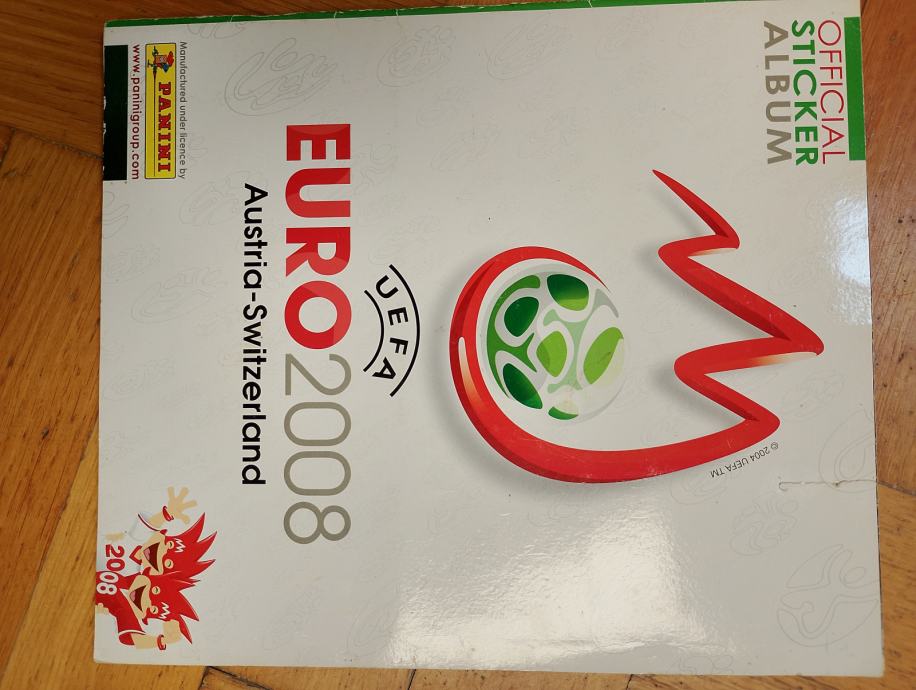 OFFICIAL
STICKER
ALBUM
© 2004 UEFA TM
UEFA
EURO2008
Austria-Switzerland
Manufactured under licence by
PANINI
www.paninigroup.com
2008